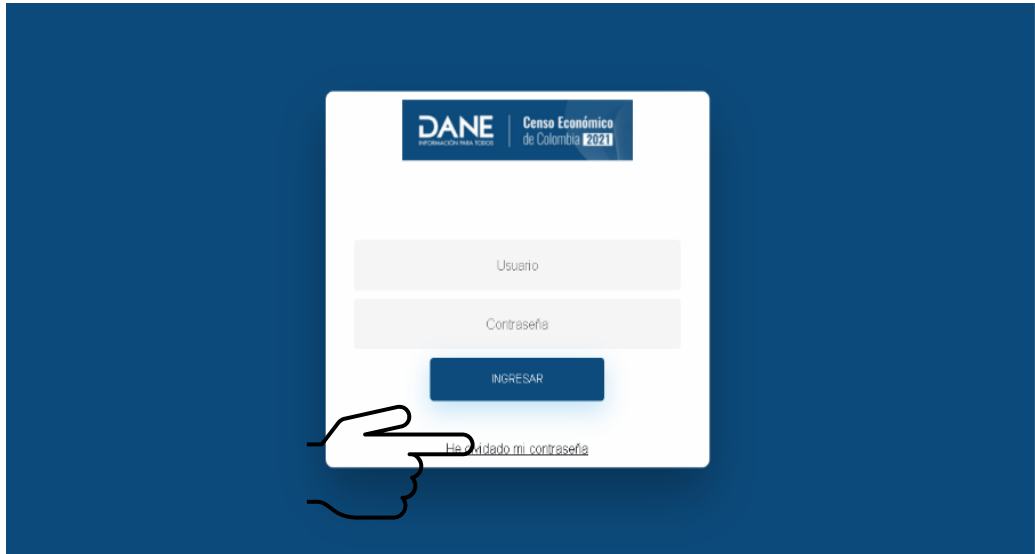 DANE
INFORMACIÓN PARA TODOS
Censo Económico
de Colombia 2021
Usuario
Contraseña
INGRESAR
He olvidado mi contraseña